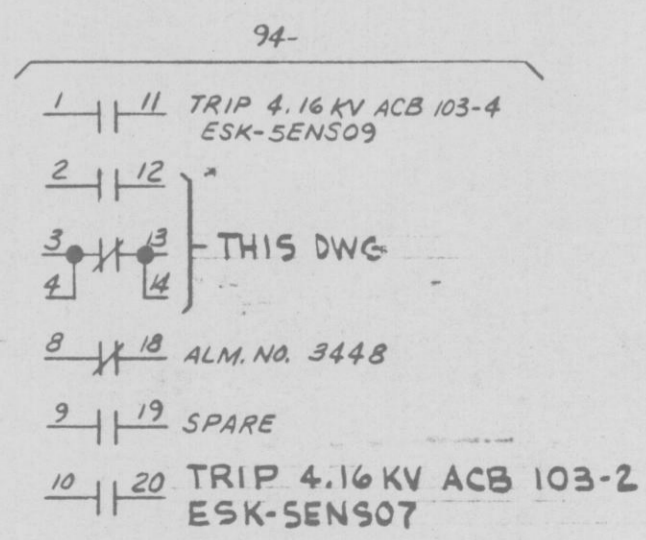 94-
1 11 TRIP 4.16 KV ACB 103-4
ESK-5ENS09
2 12 *
3 13 THIS DWG
4 14
8 18 ALM. NO. 3448
9 19 SPARE
10 20 TRIP 4.16 KV ACB 103-2
ESK-5ENS07